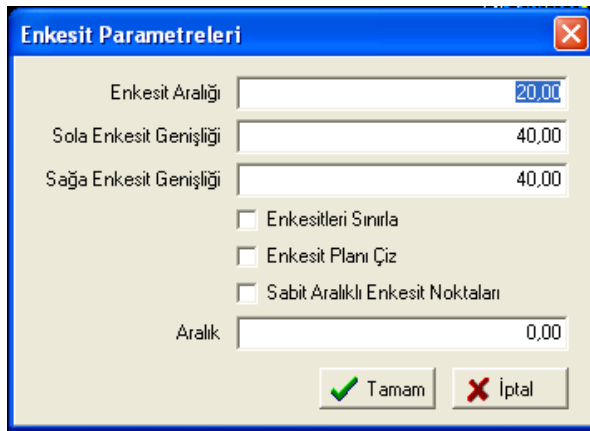 Enkesit Parametreleri
Enkesit Aralığı 20,00
Sola Enkesit Genişliği 40,00
Sağa Enkesit Genişliği 40,00
Enkesitleri Sınırla
Enkesit Planı Çiz
Sabit Aralıklı Enkesit Noktaları
Aralık 0,00
Tamam İptal